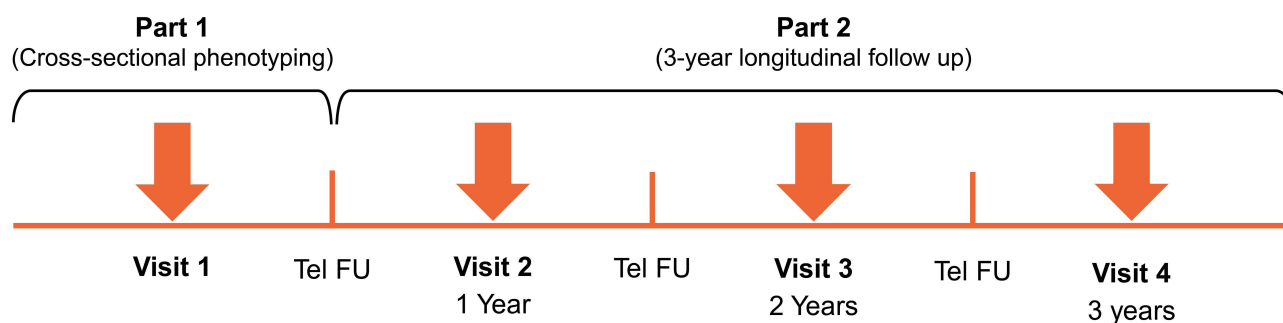 Part 1
(Cross-sectional phenotyping)
Part 2
(3-year longitudinal follow up)
Visit 1
Tel FU
Visit 2
1 Year
Tel FU
Visit 3
2 Years
Tel FU
Visit 4
3 years